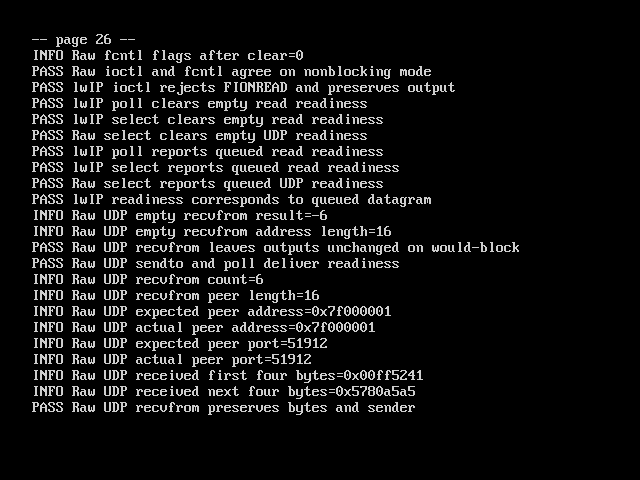 -- page 26 --
INFO Raw fcntl flags after clear=0
PASS Raw ioctl and fcntl agree on nonblocking mode
PASS lwIP ioctl rejects FIONREAD and preserves output
PASS lwIP poll clears empty read readiness
PASS lwIP select clears empty read readiness
PASS Raw select clears empty UDP readiness
PASS lwIP poll reports queued read readiness
PASS lwIP select reports queued read readiness
PASS Raw select reports queued UDP readiness
PASS lwIP readiness corresponds to queued datagram
INFO Raw UDP empty recvfrom result=-6
INFO Raw UDP empty recvfrom address length=16
PASS Raw UDP recvfrom leaves outputs unchanged on would-block
PASS Raw UDP sendto and poll deliver readiness
INFO Raw UDP recvfrom count=6
INFO Raw UDP recvfrom peer length=16
INFO Raw UDP expected peer address=0x7f000001
INFO Raw UDP actual peer address=0x7f000001
INFO Raw UDP expected peer port=51912
INFO Raw UDP actual peer port=51912
INFO Raw UDP received first four bytes=0x00ff5241
INFO Raw UDP received next four bytes=0x5780a5a5
PASS Raw UDP recvfrom preserves bytes and sender